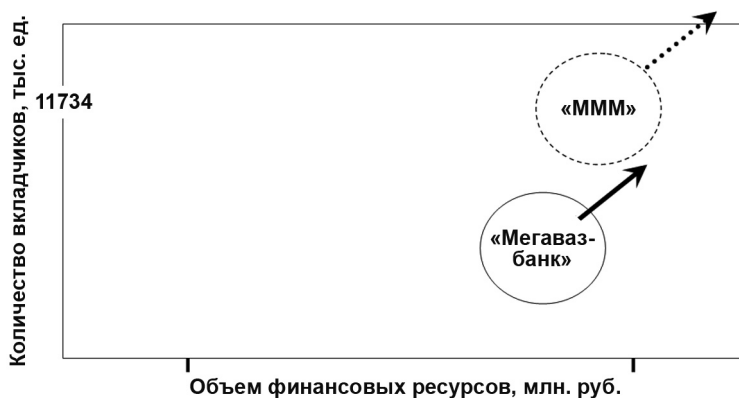 Количество вкладчиков, тыс. ед.
11734
«МММ»
«Мегаваз-
банк»
Объем финансовых ресурсов, млн. руб.